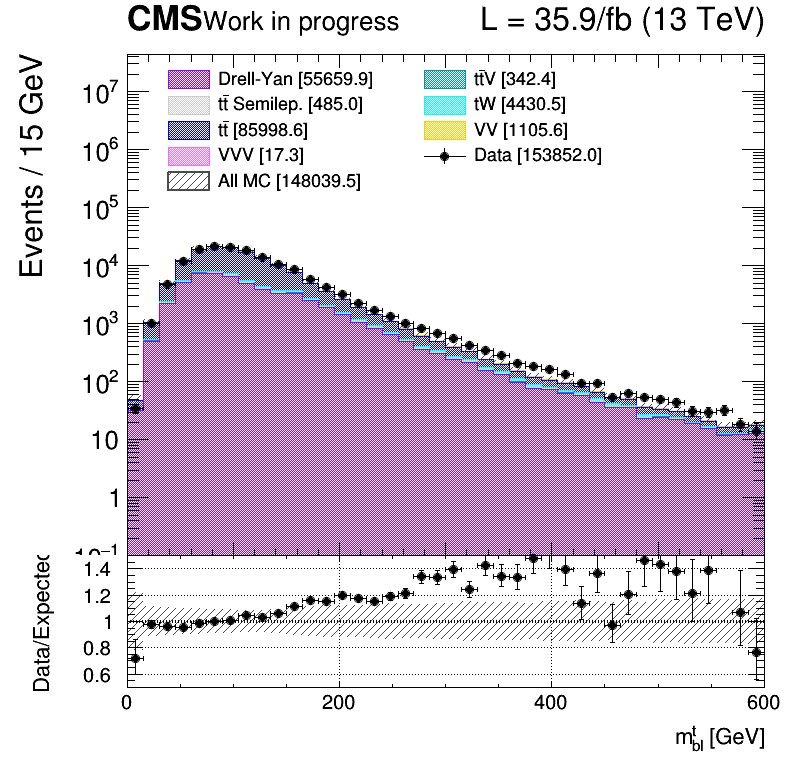 CMS Work in progress L = 35.9/fb (13 TeV)
Events / 15 GeV
Drell-Yan [55659.9]
tt̄ Semilep. [485.0]
tt̄ [85998.6]
VVV [17.3]
All MC [148039.5]
tt̄V [342.4]
tW [4430.5]
VV [1105.6]
Data [153852.0]
10⁷
10⁶
10⁵
10⁴
10³
10²
10
1
10⁻¹
Data/Expected
1.4
1.2
1
0.8
0.6
0 200 400 600
m^t_bl [GeV]